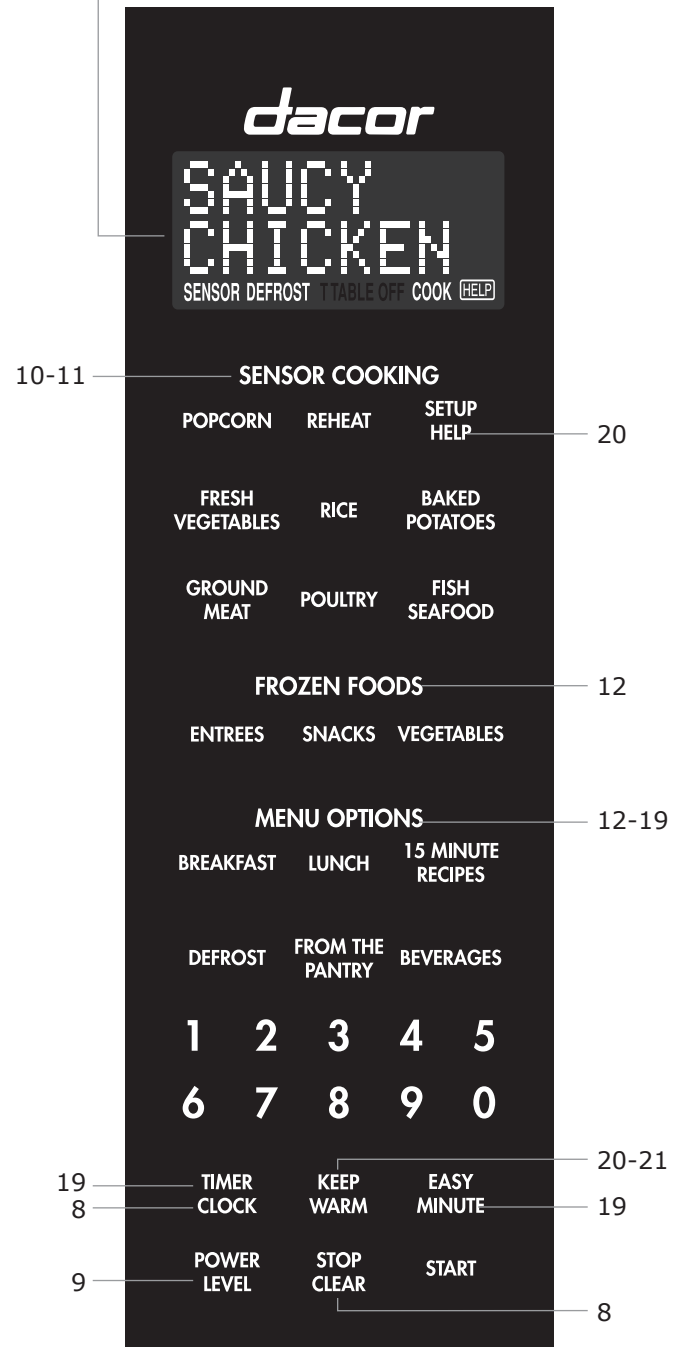 dacor
SAUCY
CHICKEN
SENSOR DEFROST T TABLE OFF COOK HELP
10-11 SENSOR COOKING
POPCORN REHEAT SETUP HELP 20
FRESH VEGETABLES RICE BAKED POTATOES
GROUND MEAT POULTRY FISH SEAFOOD
FROZEN FOODS 12
ENTREES SNACKS VEGETABLES
MENU OPTIONS 12-19
BREAKFAST LUNCH 15 MINUTE RECIPES
DEFROST FROM THE PANTRY BEVERAGES
1 2 3 4 5
6 7 8 9 0
20-21
19 TIMER KEEP EASY
8 CLOCK WARM MINUTE 19
9 POWER LEVEL STOP CLEAR START
8